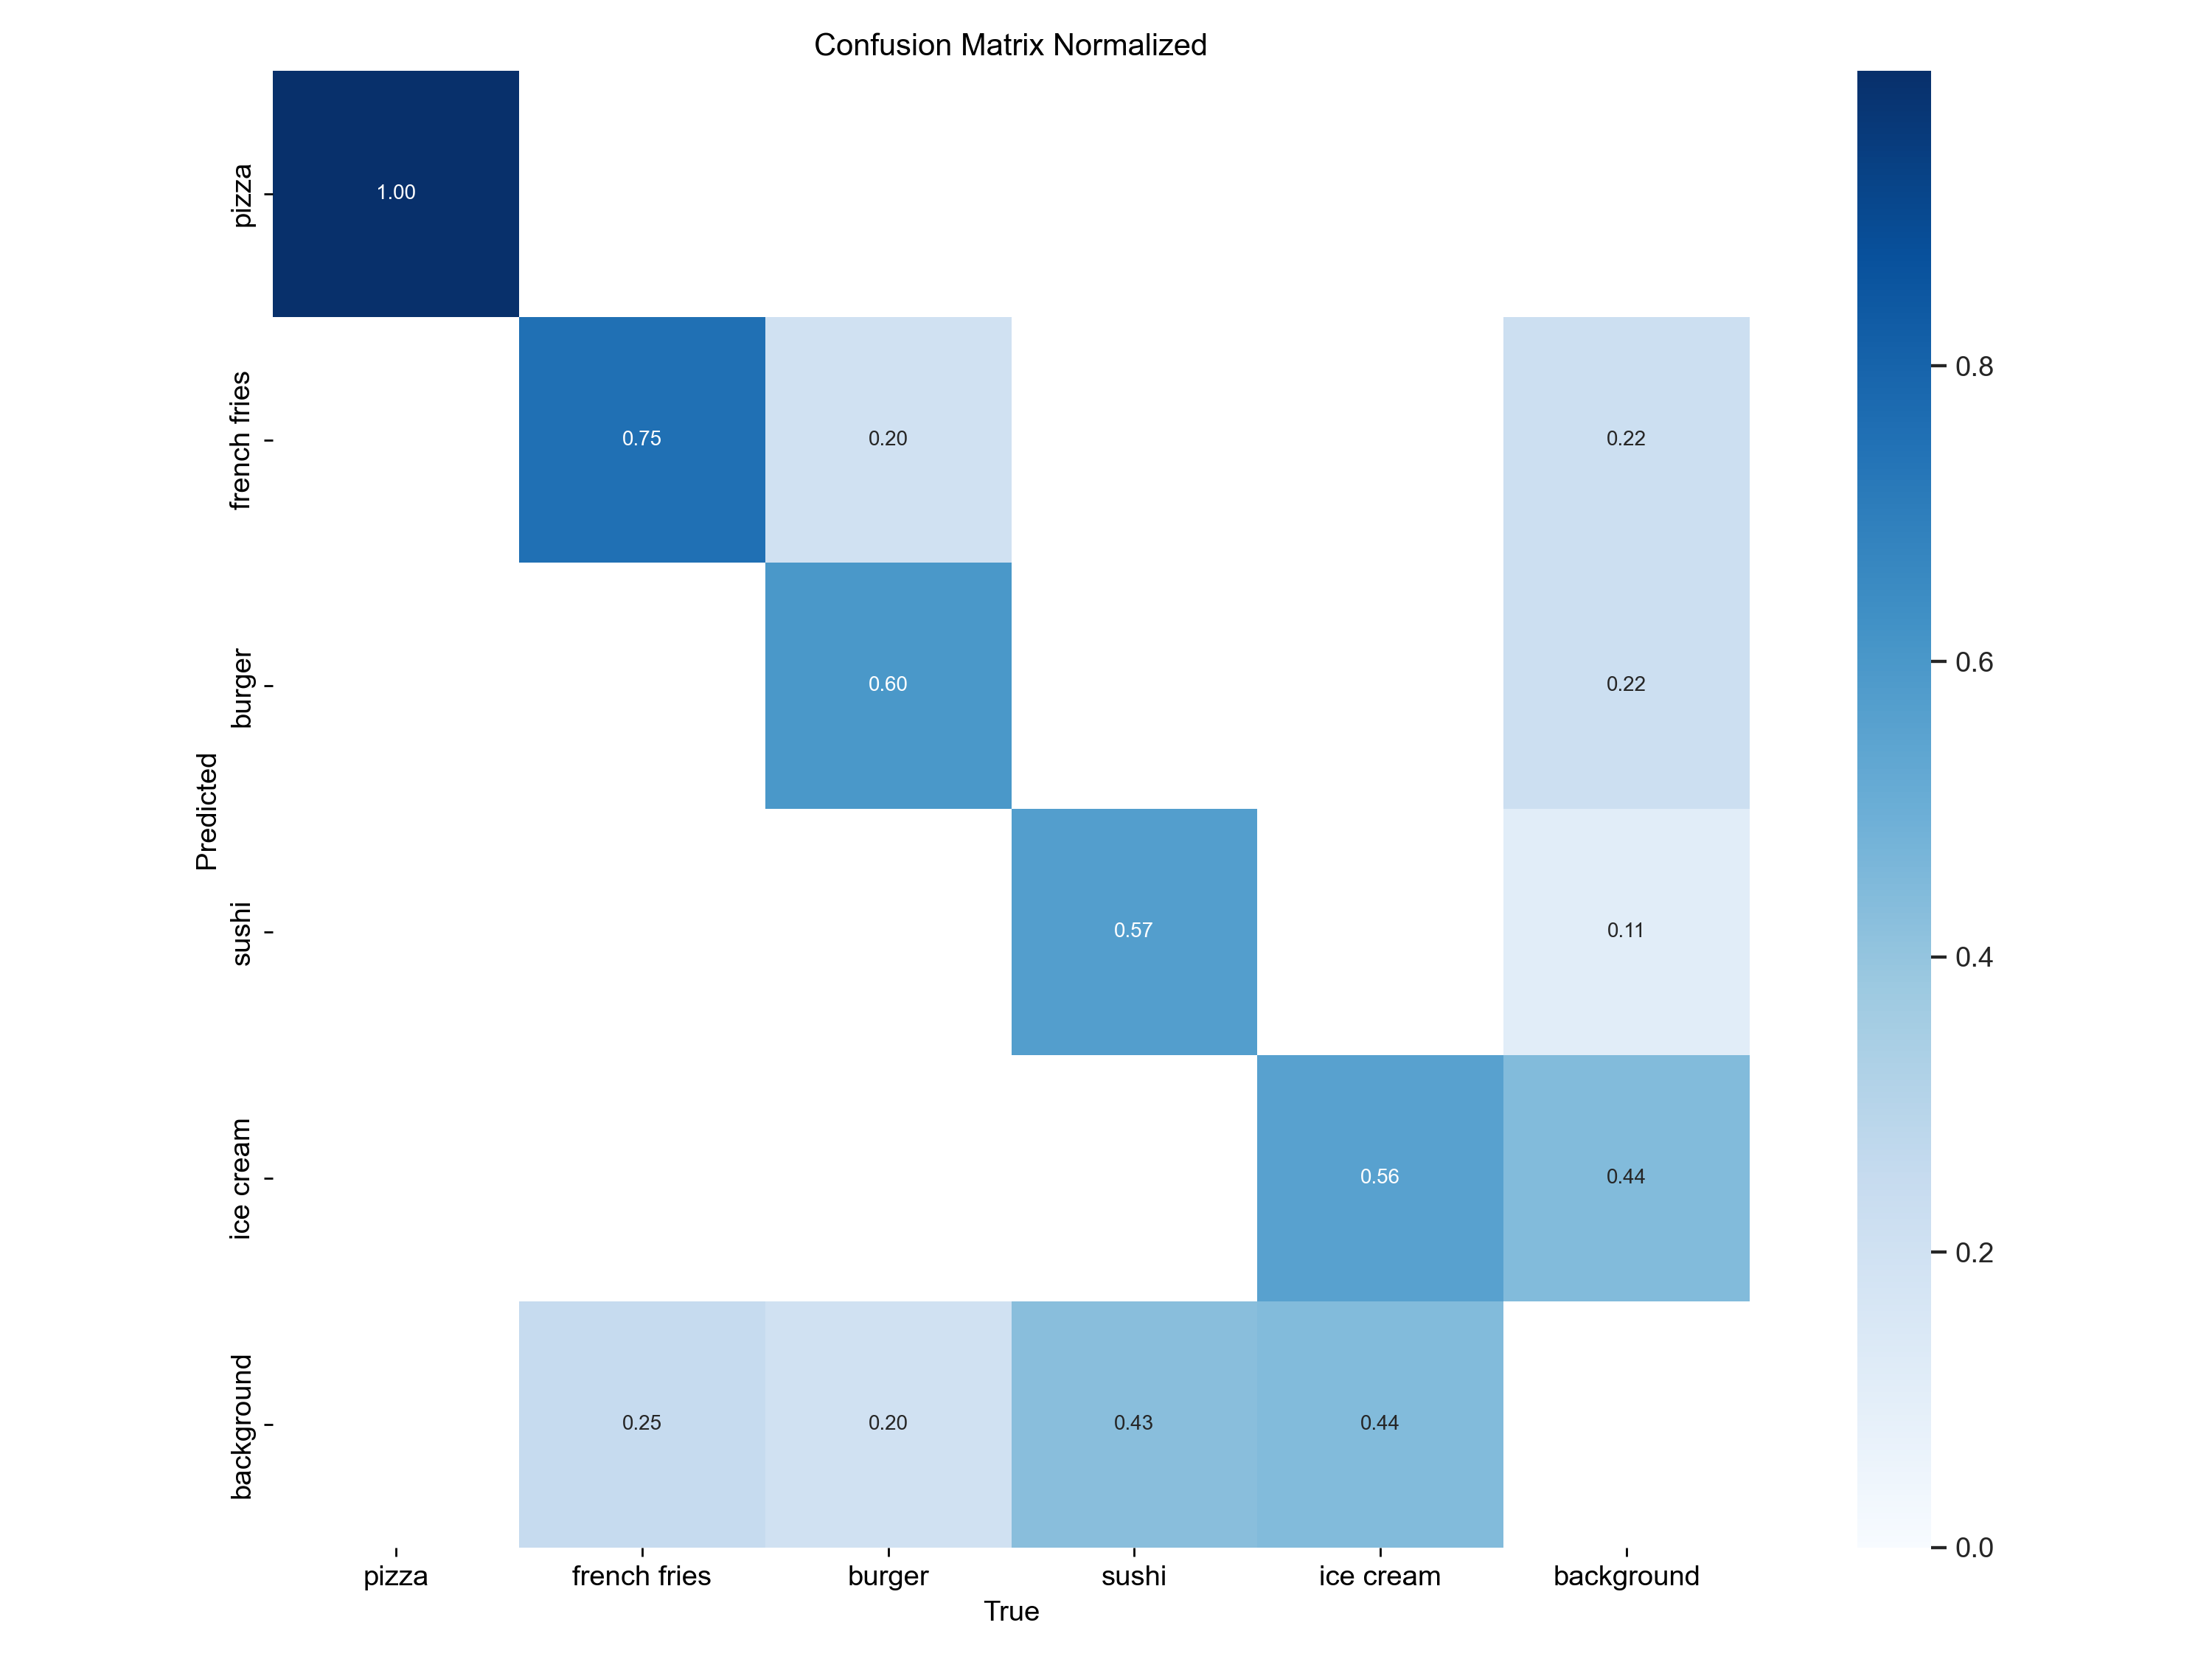 Confusion Matrix Normalized
pizza
1.00
french fries
0.75
0.20
0.22
burger
0.60
0.22
sushi
0.57
0.11
ice cream
0.56
0.44
background
0.25
0.20
0.43
0.44
Predicted
pizza
french fries
burger
sushi
ice cream
background
True
0.8
0.6
0.4
0.2
0.0